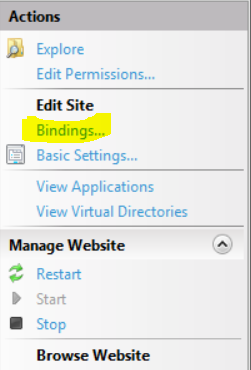 Actions
Explore
Edit Permissions...
Edit Site
Bindings...
Basic Settings...
View Applications
View Virtual Directories
Manage Website
Restart
Start
Stop
Browse Website